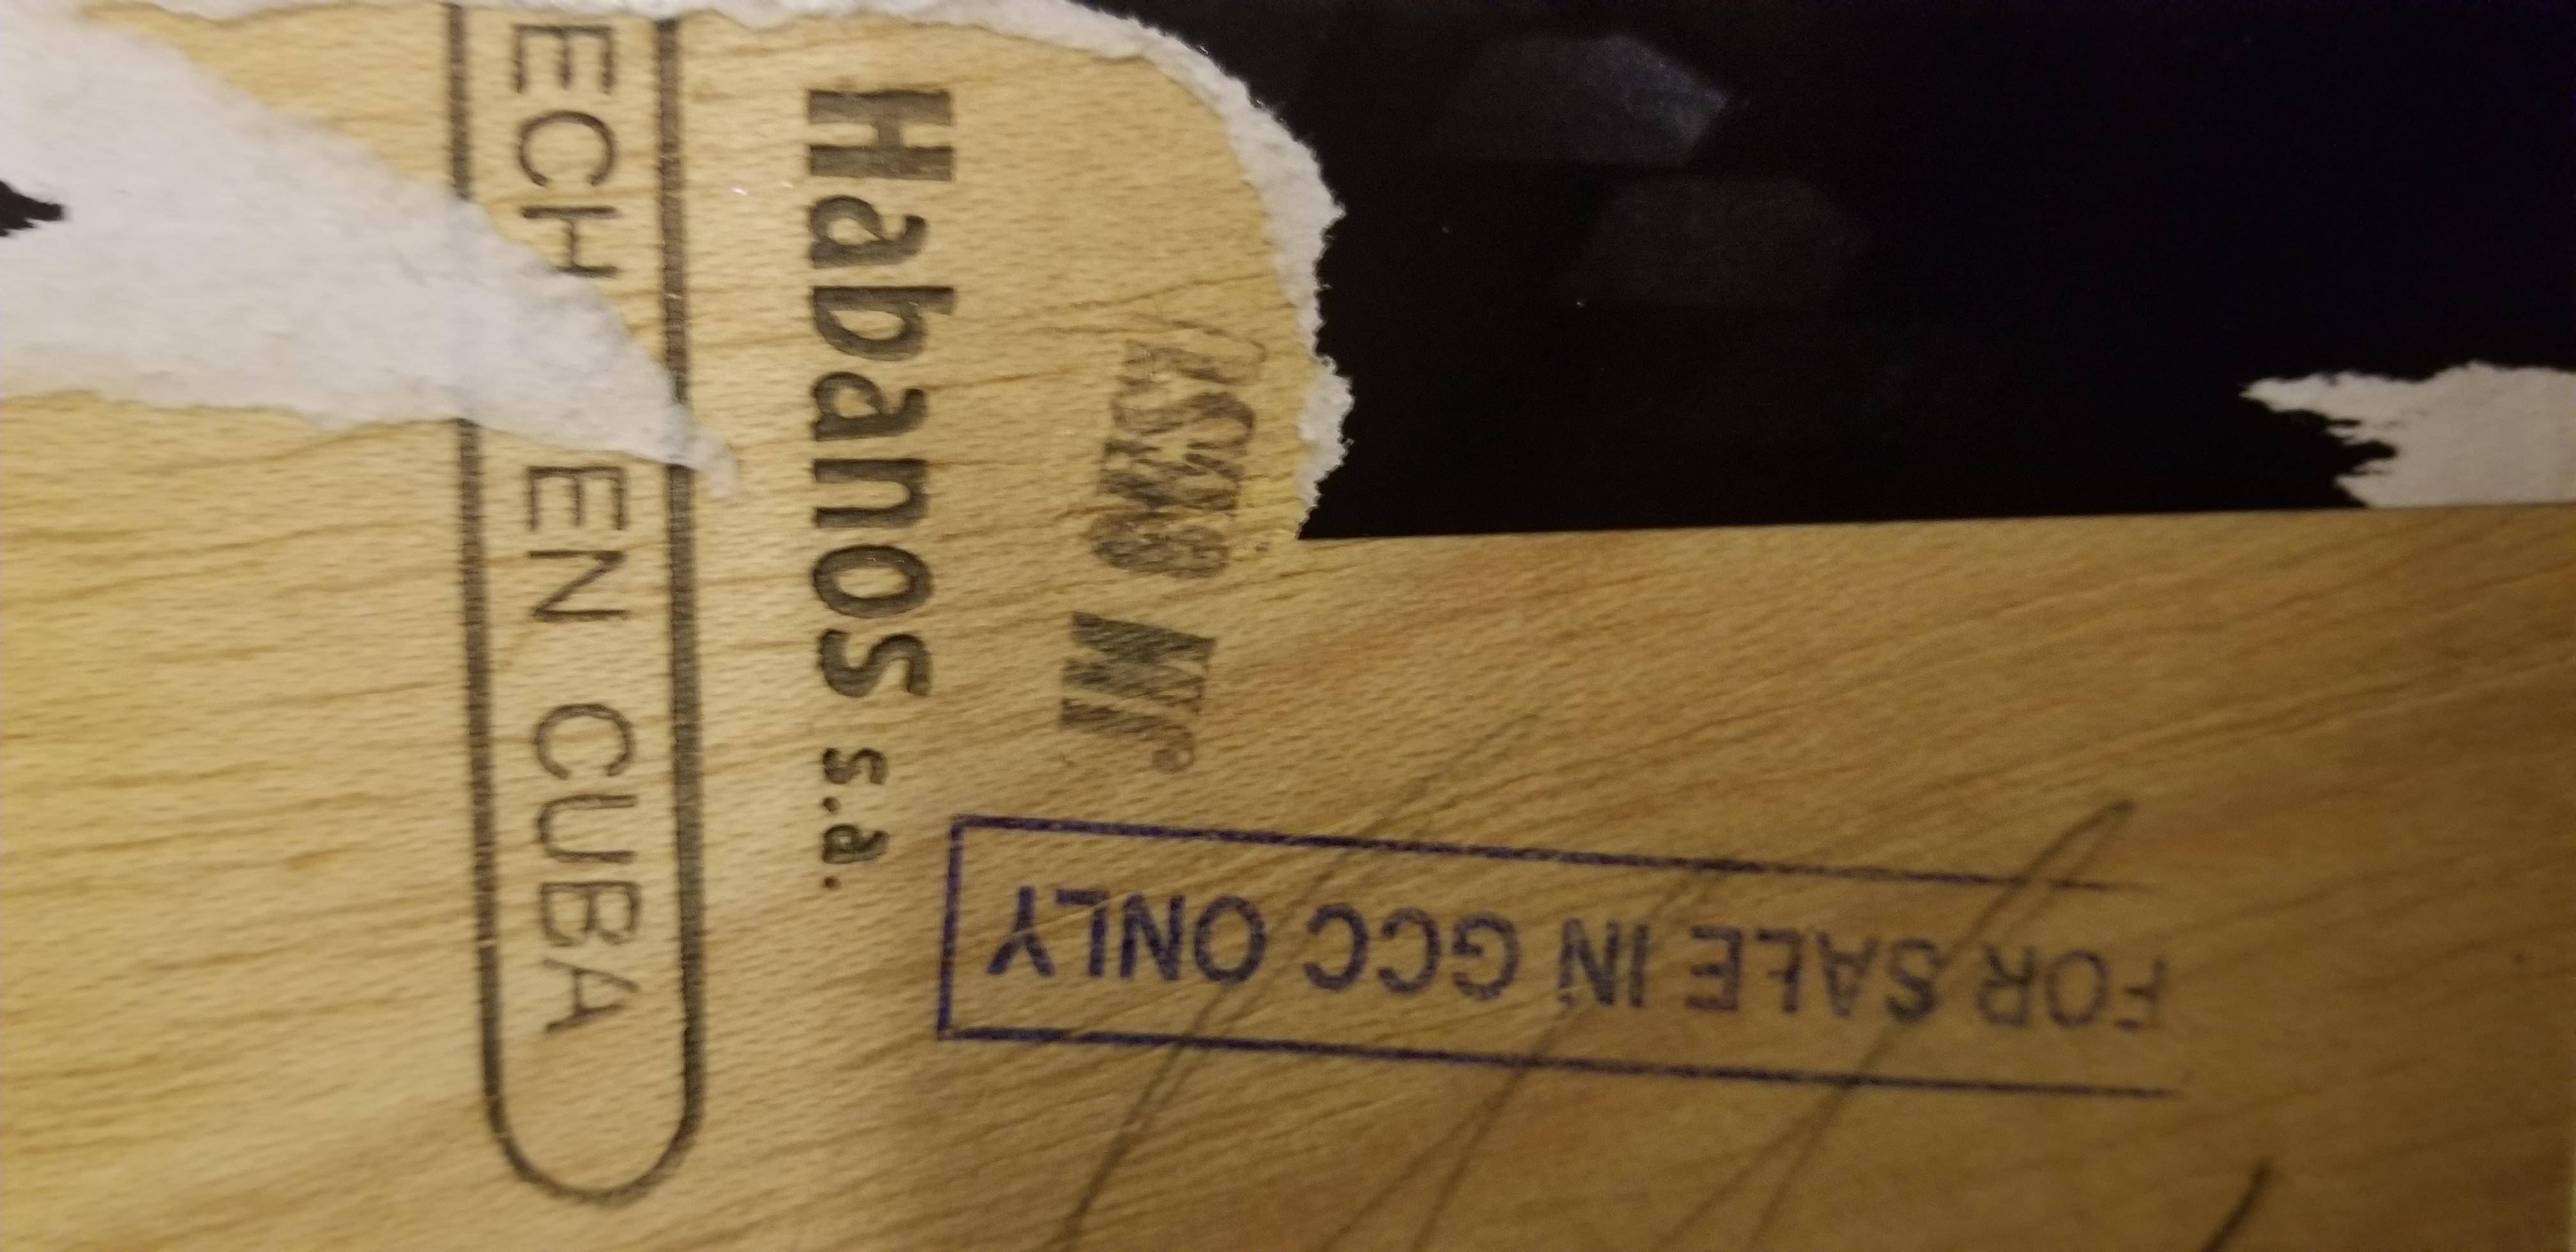 ECH EN CUBA
Habanos s.a.
FOR SALE IN GCC ONLY